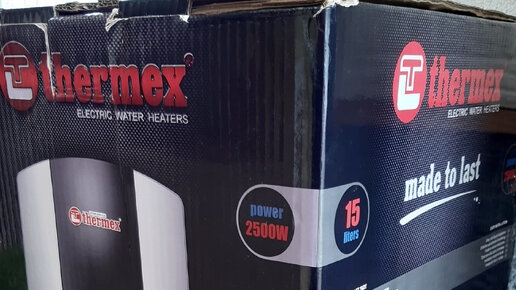 thermex
ELECTRIC WATER HEATERS
thermex
power
2500W
15
liters
thermex
ELECTRIC WATER HEATERS
made to last